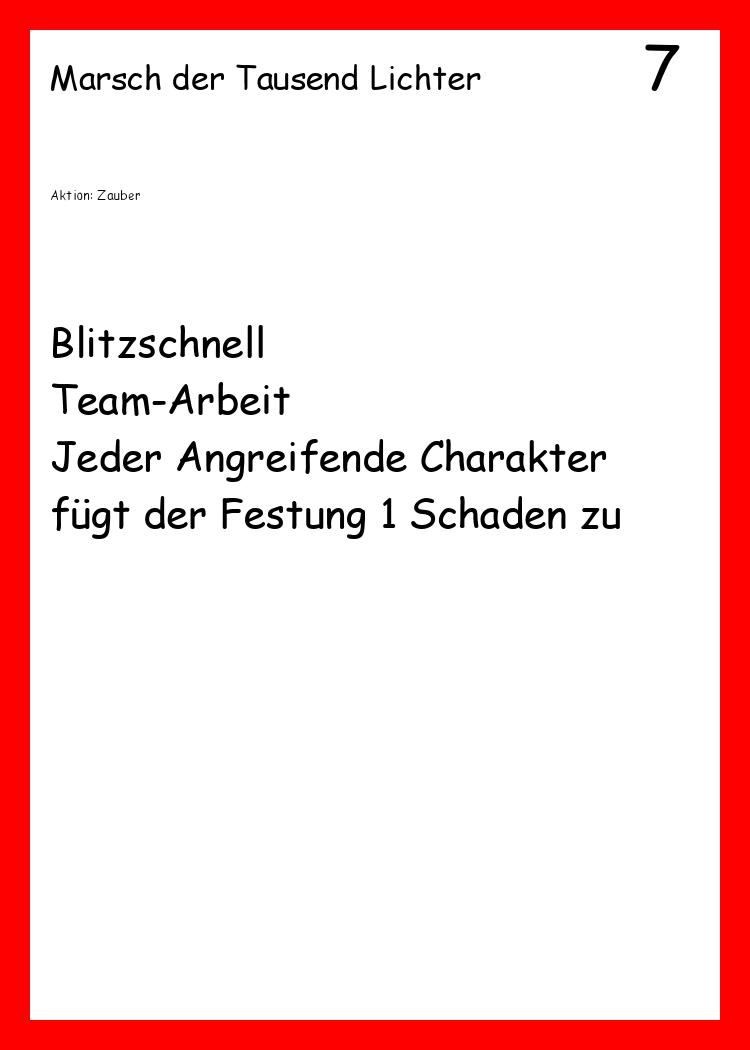 Marsch der Tausend Lichter 7
Aktion: Zauber
Blitzschnell
Team-Arbeit
Jeder Angreifende Charakter
fügt der Festung 1 Schaden zu